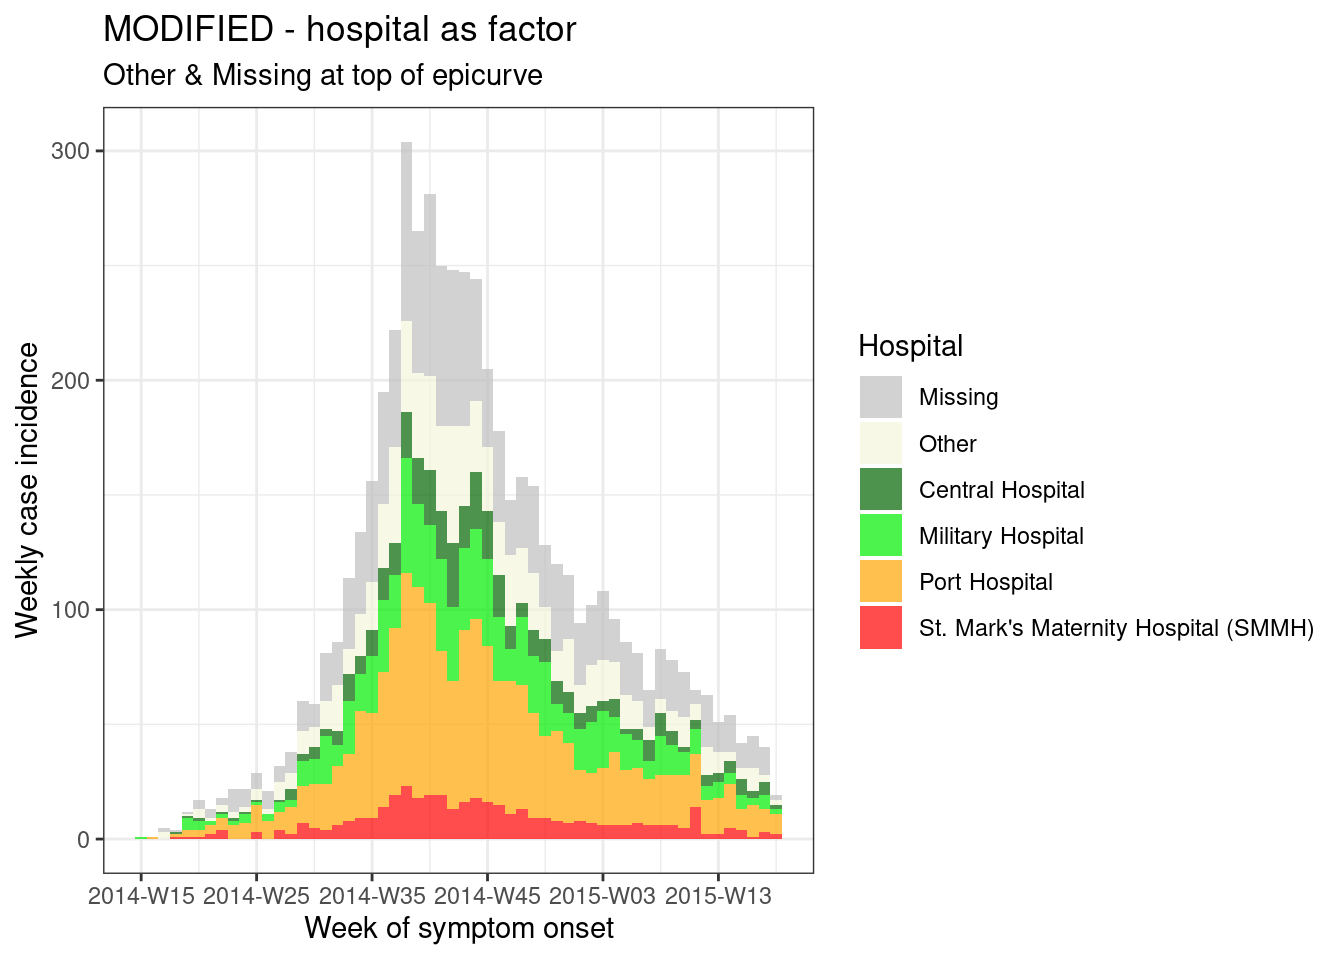 MODIFIED - hospital as factor
Other & Missing at top of epicurve
Weekly case incidence
300
200
100
0
2014-W15 2014-W25 2014-W35 2014-W45 2015-W03 2015-W13
Week of symptom onset
Hospital
Missing
Other
Central Hospital
Military Hospital
Port Hospital
St. Mark's Maternity Hospital (SMMH)